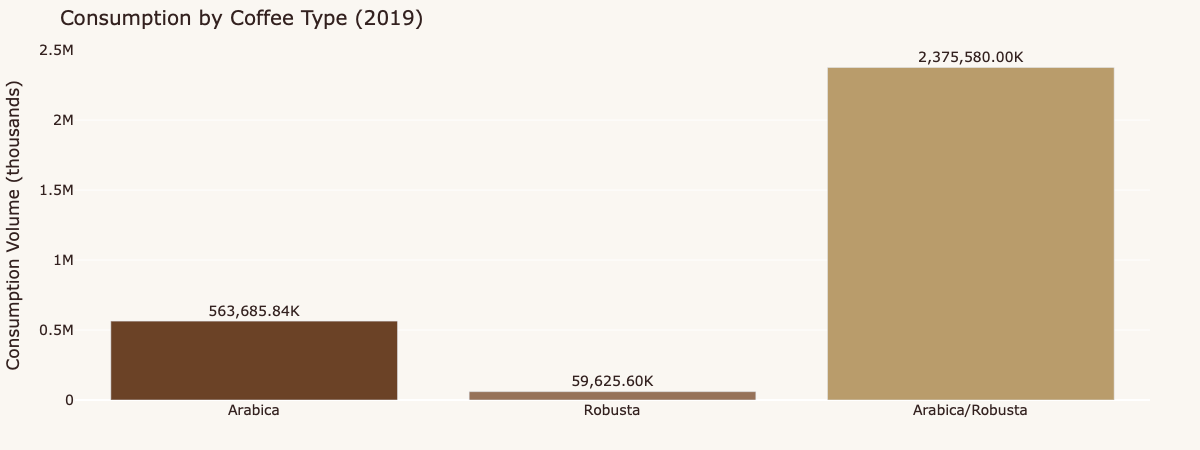 Consumption by Coffee Type (2019)
Consumption Volume (thousands)
2.5M
2M
1.5M
1M
0.5M
0
563,685.84K
59,625.60K
2,375,580.00K
Arabica
Robusta
Arabica/Robusta